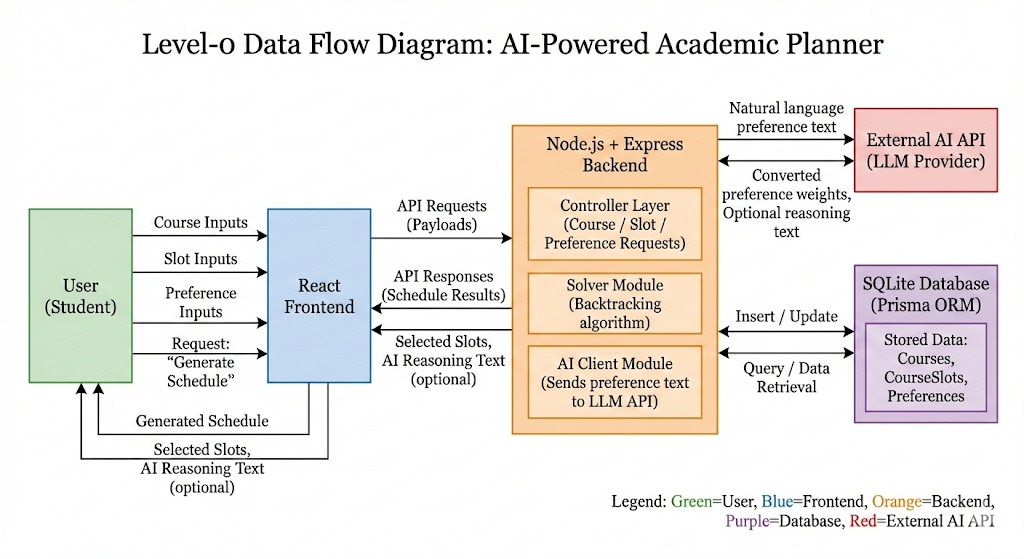 Level-0 Data Flow Diagram: AI-Powered Academic Planner
User
(Student)
Course Inputs
Slot Inputs
Preference
Inputs
Request:
“Generate
Schedule”
Generated Schedule
Selected Slots,
AI Reasoning Text
(optional)
React
Frontend
API Requests
(Payloads)
API Responses
(Schedule Results)
Selected Slots,
AI Reasoning Text
(optional)
Node.js + Express
Backend
Controller Layer
(Course / Slot /
Preference Requests)
Solver Module
(Backtracking
algorithm)
AI Client Module
(Sends preference text
to LLM API)
Natural language
preference text
Converted
preference weights,
Optional reasoning
text
External AI API
(LLM Provider)
Insert / Update
Query / Data
Retrieval
SQLite Database
(Prisma ORM)
Stored Data:
Courses,
CourseSlots,
Preferences
Legend: Green=User, Blue=Frontend, Orange=Backend,
Purple=Database, Red=External AI API